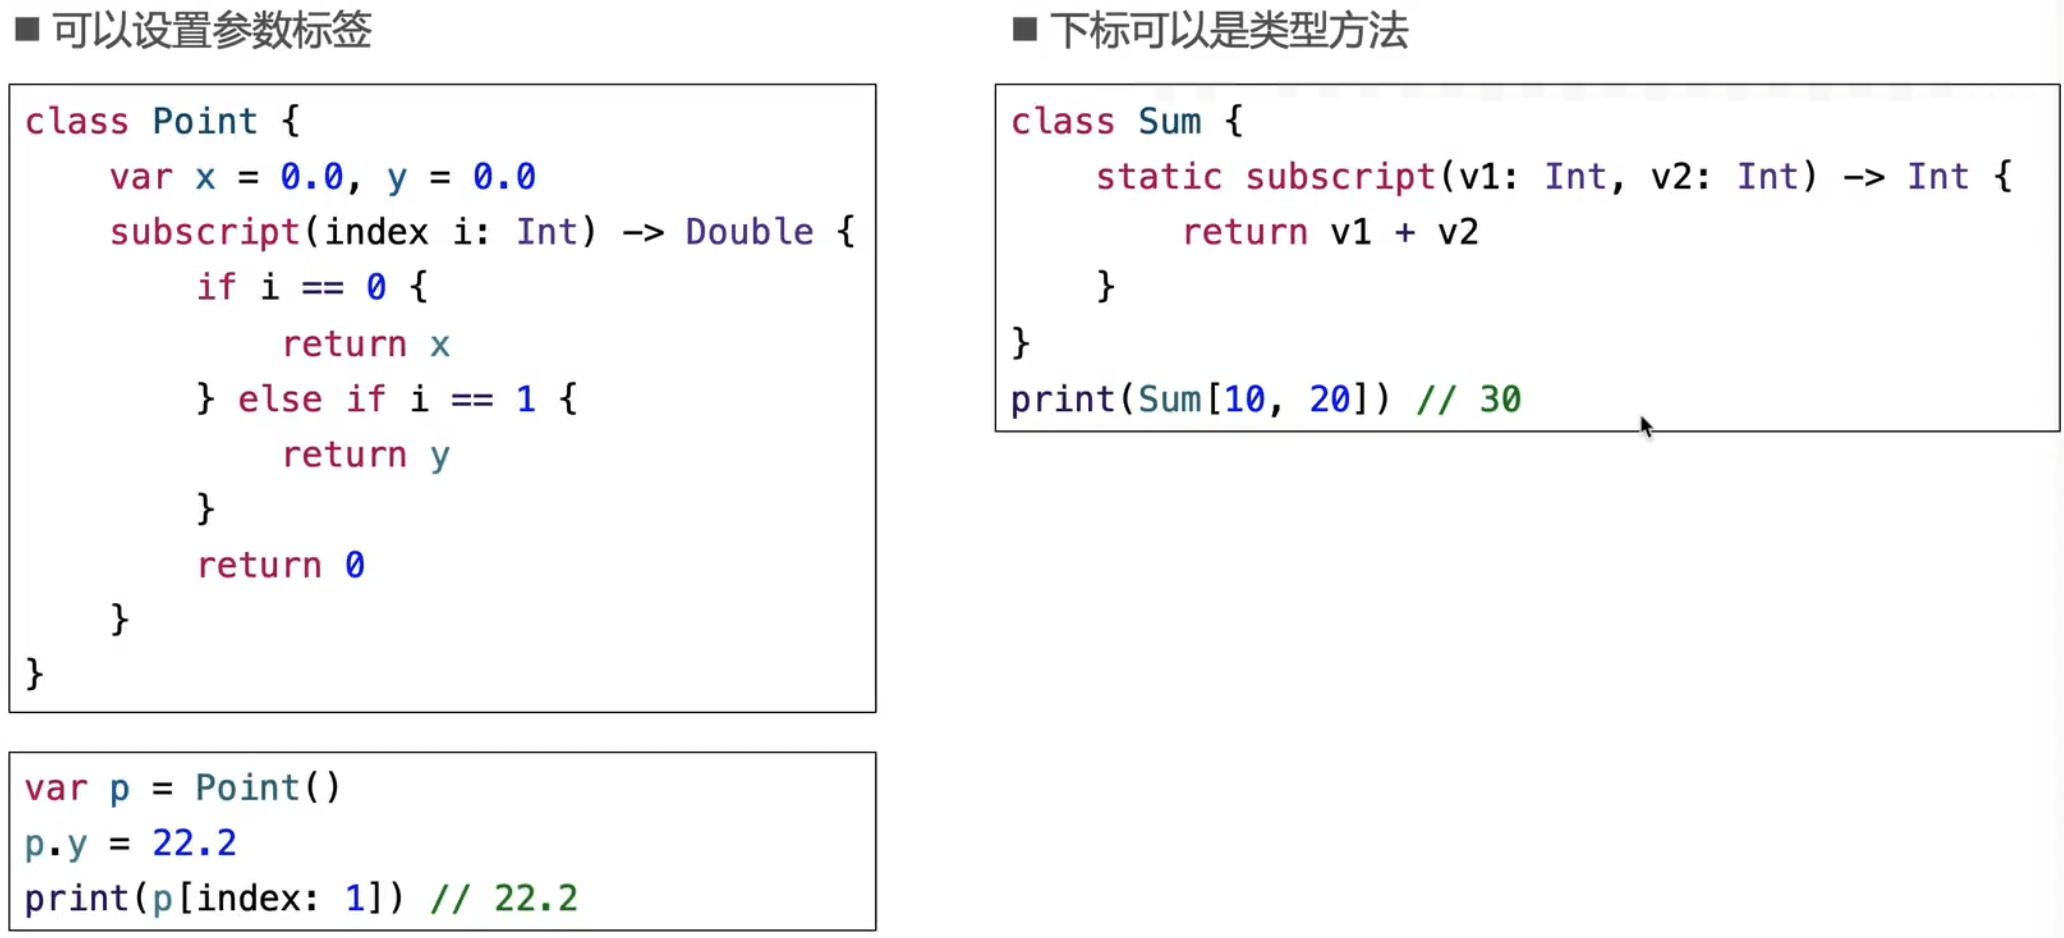 可以设置参数标签
class Point {
    var x = 0.0, y = 0.0
    subscript(index i: Int) -> Double {
        if i == 0 {
            return x
        } else if i == 1 {
            return y
        }
        return 0
    }
}
var p = Point()
p.y = 22.2
print(p[index: 1]) // 22.2
下标可以是类型方法
class Sum {
    static subscript(v1: Int, v2: Int) -> Int {
        return v1 + v2
    }
}
print(Sum[10, 20]) // 30